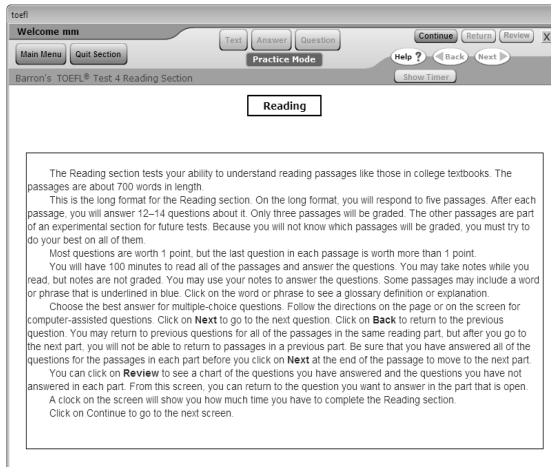 toefl
Welcome mm
Text Answer Question
Continue Return Review X
Main Menu Quit Section
Practice Mode
Help ? Back Next
Barron's TOEFL® Test 4 Reading Section
Show Timer
Reading
The Reading section tests your ability to understand reading passages like those in college textbooks. The
passages are about 700 words in length.
This is the long format for the Reading section. On the long format, you will respond to five passages. After each
passage, you will answer 12–14 questions about it. Only three passages will be graded. The other passages are part
of an experimental section for future tests. Because you will not know which passages will be graded, you must try to
do your best on all of them.
Most questions are worth 1 point, but the last question in each passage is worth more than 1 point.
You will have 100 minutes to read all of the passages and answer the questions. You may take notes while you
read, but notes are not graded. You may use your notes to answer the questions. Some passages may include a word
or phrase that is underlined in blue. Click on the word or phrase to see a glossary definition or explanation.
Choose the best answer for multiple-choice questions. Follow the directions on the page or on the screen for
computer-assisted questions. Click on Next to go to the next question. Click on Back to return to the previous
question. You may return to previous questions for all of the passages in the same reading part, but after you go to
the next part, you will not be able to return to passages in a previous part. Be sure that you have answered all of the
questions for the passages in each part before you click on Next at the end of the passage to move to the next part.
You can click on Review to see a chart of the questions you have answered and the questions you have not
answered in each part. From this screen, you can return to the question you want to answer in the part that is open.
A clock on the screen will show you how much time you have to complete the Reading section.
Click on Continue to go to the next screen.